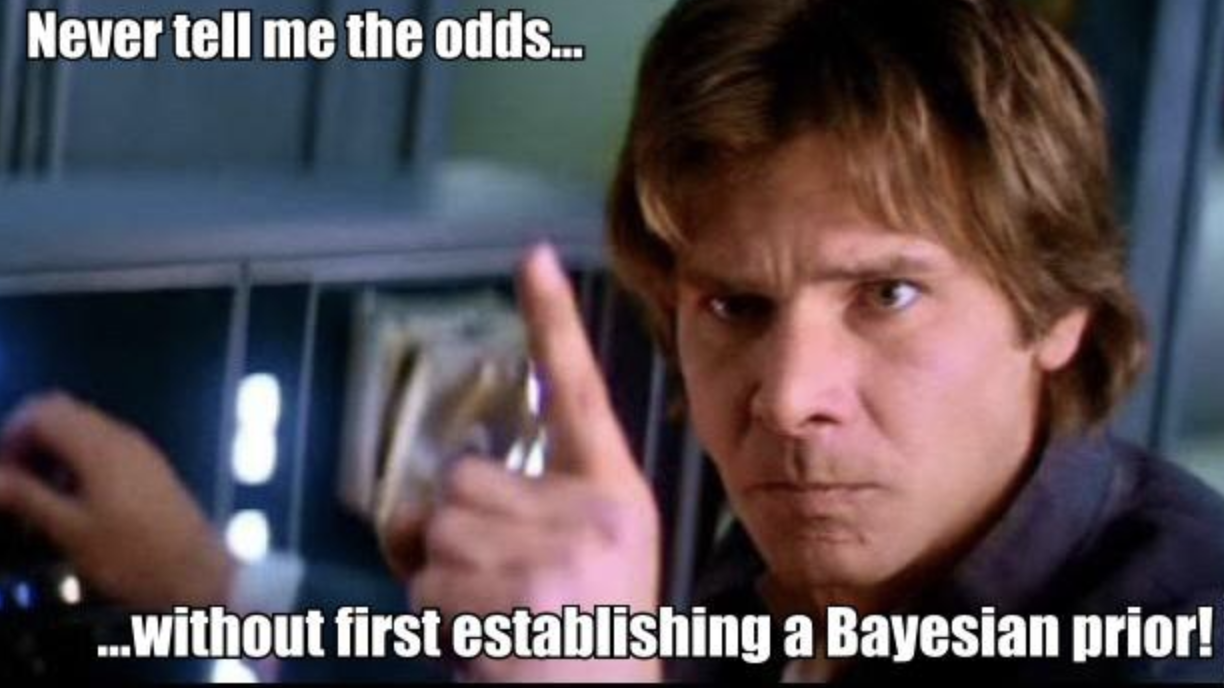 Never tell me the odds...
...without first establishing a Bayesian prior!